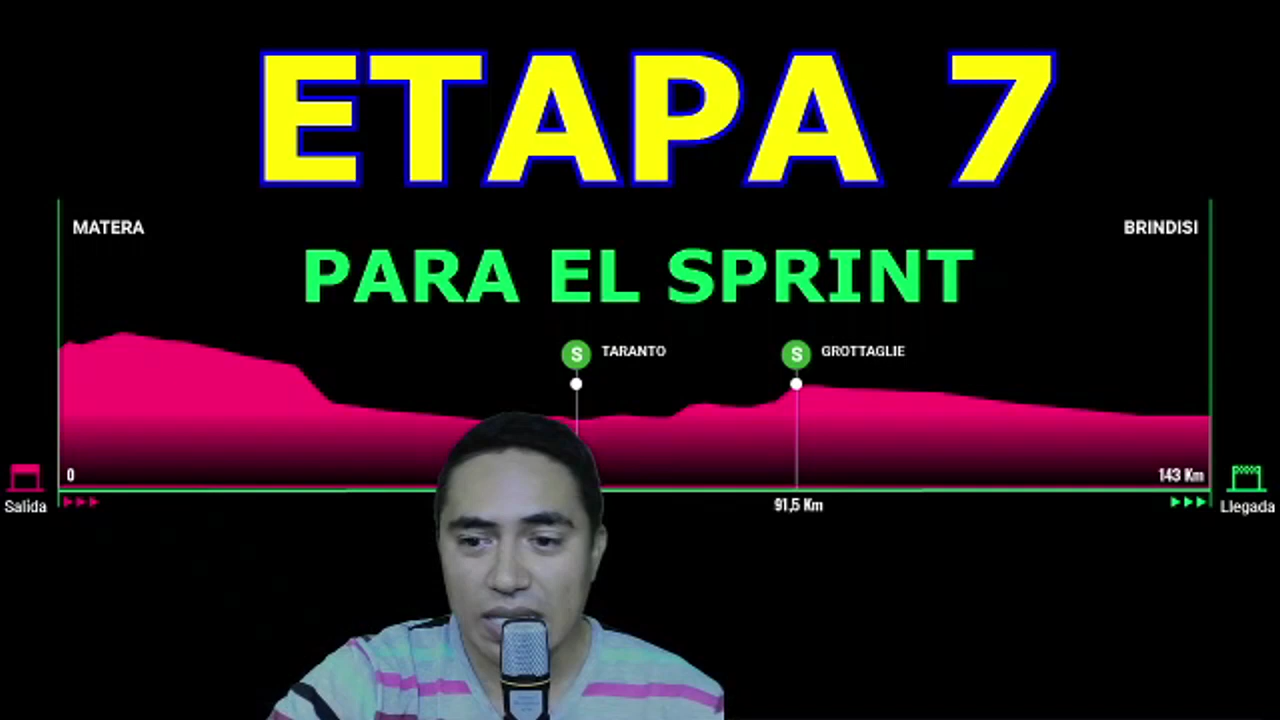 ETAPA 7
MATERA
BRINDISI
PARA EL SPRINT
S TARANTO
S GROTTAGLIE
0
143 Km
Salida
91,5 Km
Llegada